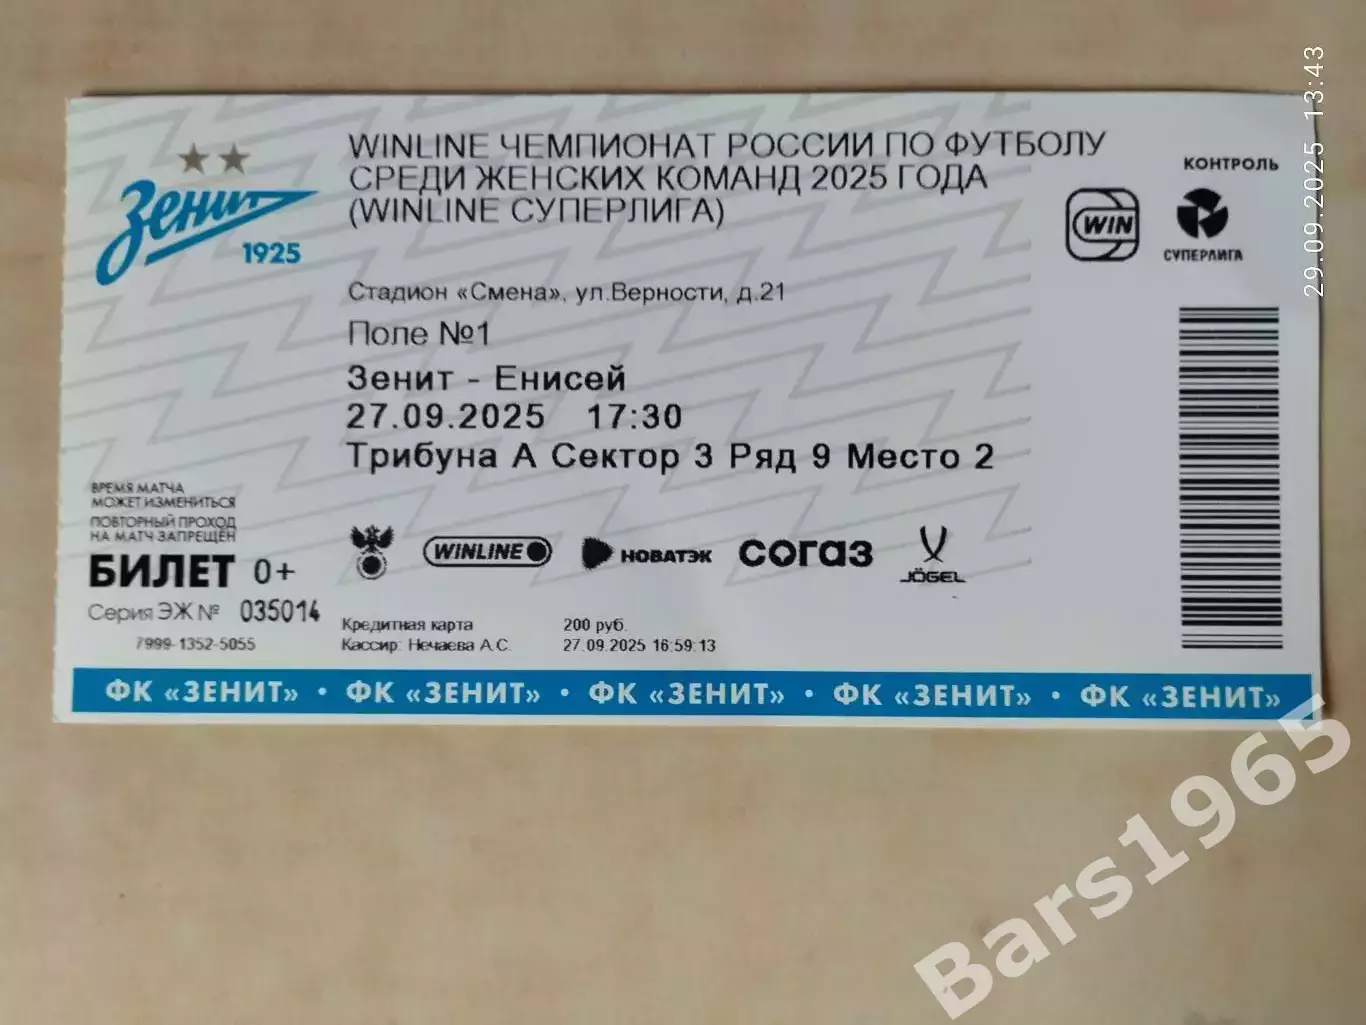 WINLINE ЧЕМПИОНАТ РОССИИ ПО ФУТБОЛУ
СРЕДИ ЖЕНСКИХ КОМАНД 2025 ГОДА
(WINLINE СУПЕРЛИГА)
Зенит
1925
КОНТРОЛЬ
WIN
СУПЕРЛИГА
Стадион «Смена», ул.Верности, д.21
Поле №1
Зенит - Енисей
27.09.2025 17:30
Трибуна А Сектор 3 Ряд 9 Место 2
ВРЕМЯ МАТЧА
МОЖЕТ ИЗМЕНИТЬСЯ
ПОВТОРНЫЙ ПРОХОД
НА МАТЧ ЗАПРЕЩЕН
БИЛЕТ 0+
Серия ЭЖ № 035014
7999-1352-5055
WINLINE
НОВАТЭК
СОГАЗ
JÖGEL
Кредитная карта 200 руб.
Кассир: Нечаева А.С. 27.09.2025 16:59:13
ФК «ЗЕНИТ» • ФК «ЗЕНИТ» • ФК «ЗЕНИТ» • ФК «ЗЕНИТ» • ФК «ЗЕНИТ»
29.09.2025 13:43
Bars1965